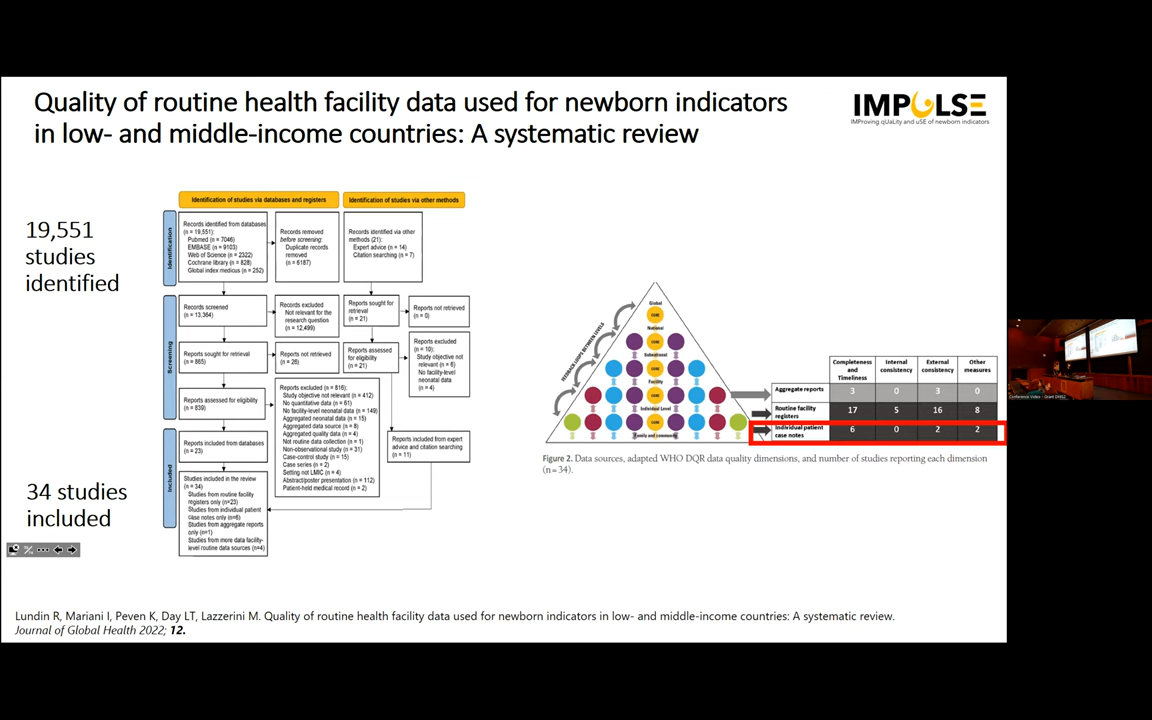 Quality of routine health facility data used for newborn indicators
in low- and middle-income countries: A systematic review
IMPULSE
IMProving qUaLity and uSE of newborn indicators
19,551
studies
identified
34 studies
included
Identification of studies via databases and registers
Identification of studies via other methods
Identification
Records identified from databases
(n = 19,551):
Pubmed (n = 7046)
EMBASE (n = 9103)
Web of Science (n = 2322)
Cochrane library (n = 828)
Global index medicus (n = 252)
Records removed
before screening:
Duplicate records
removed
(n = 6187)
Records identified via other
methods (21):
Expert advice (n = 14)
Citation searching (n = 7)
Screening
Records screened
(n = 13,364)
Records excluded
Not relevant for the
research question
(n = 12,499)
Reports sought for
retrieval
(n = 21)
Reports not retrieved
(n = 0)
Reports sought for retrieval
(n = 865)
Reports not retrieved
(n = 26)
Reports assessed
for eligibility
(n = 21)
Reports excluded
(n = 10):
Study objective not
relevant (n = 6)
No facility-level
neonatal data
(n = 4)
Reports assessed for eligibility
(n = 839)
Reports excluded (n = 816):
Study objective not relevant (n = 412)
No quantitative data (n = 61)
No facility-level neonatal data (n = 149)
Aggregated neonatal data (n = 15)
Aggregated data source (n = 8)
Aggregated quality data (n = 4)
Not routine data collection (n = 1)
Non-observational study (n = 31)
Case-control study (n = 15)
Case series (n = 2)
Setting not LMIC (n = 4)
Abstract/poster presentation (n = 112)
Patient-held medical record (n = 2)
Included
Reports included from databases
(n = 23)
Reports included from expert
advice and citation searching
(n = 11)
Studies included in the review
(n = 34)
Studies from routine facility
registers only (n=23)
Studies from individual patient
case notes only (n=6)
Studies from aggregate reports
only (n=1)
Studies from more data facility-
level routine data sources (n=4)
FEEDBACK LOOPS BETWEEN LEVELS
Global
CORE
National
CORE
Subnational
CORE
Facility
CORE
Individual Level
CORE
Family and community
Completeness and Timeliness
Internal consistency
External consistency
Other measures
Aggregate reports 3 0 3 0
Routine facility registers 17 5 16 8
Individual patient case notes 6 0 2 2
Figure 2. Data sources, adapted WHO DQR data quality dimensions, and number of studies reporting each dimension
(n = 34).
Lundin R, Mariani I, Peven K, Day LT, Lazzerini M. Quality of routine health facility data used for newborn indicators in low- and middle-income countries: A systematic review.
Journal of Global Health 2022; 12.